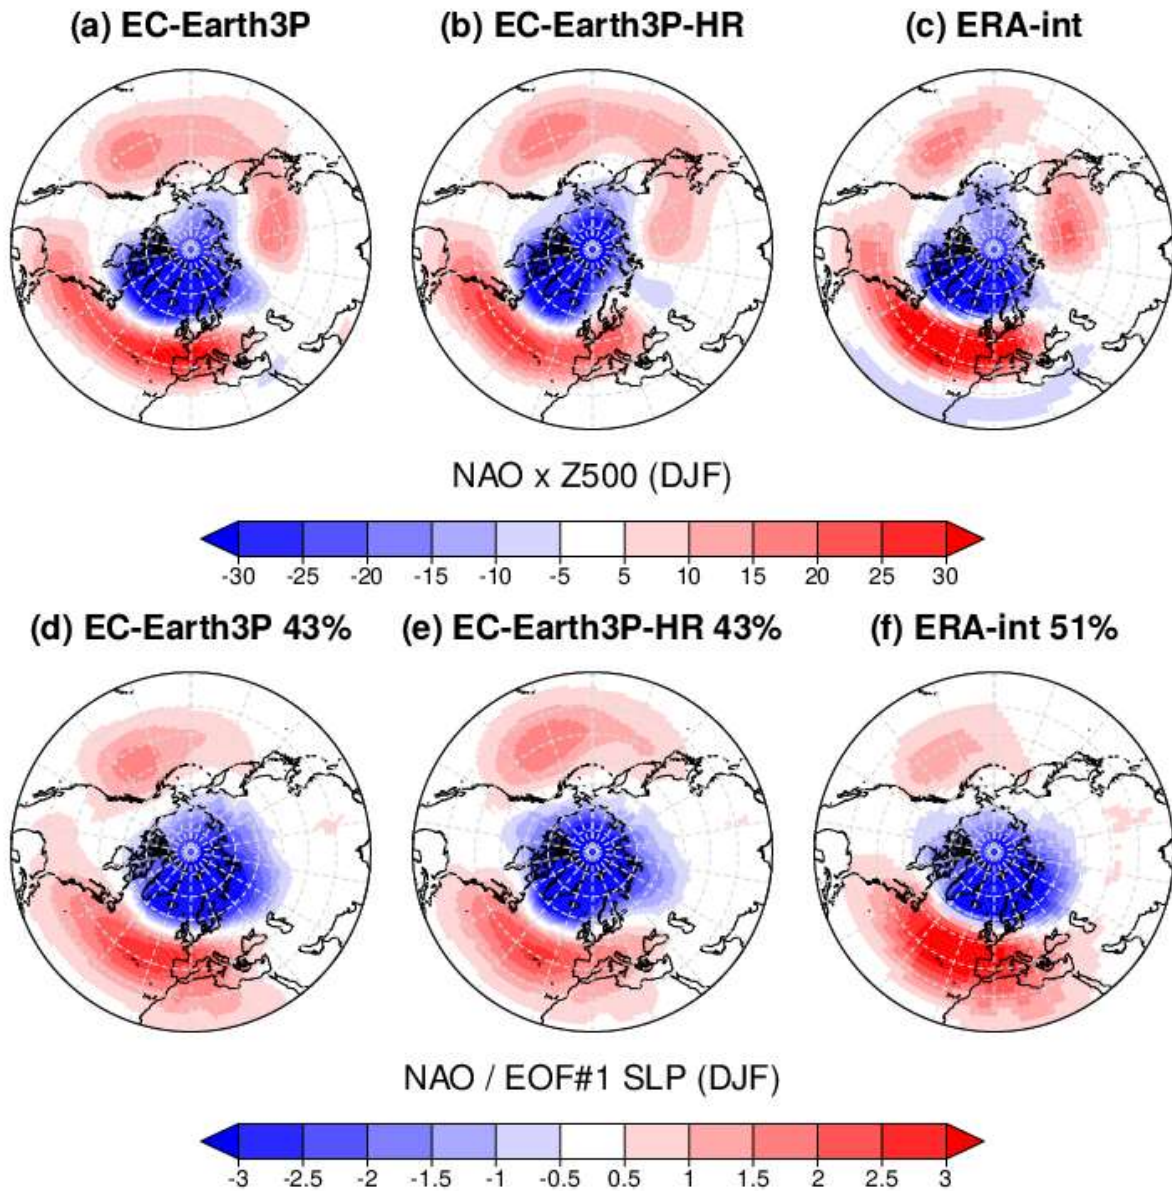 (a) EC-Earth3P (b) EC-Earth3P-HR (c) ERA-int
NAO x Z500 (DJF)
-30 -25 -20 -15 -10 -5 5 10 15 20 25 30
(d) EC-Earth3P 43% (e) EC-Earth3P-HR 43% (f) ERA-int 51%
NAO / EOF#1 SLP (DJF)
-3 -2.5 -2 -1.5 -1 -0.5 0.5 1 1.5 2 2.5 3